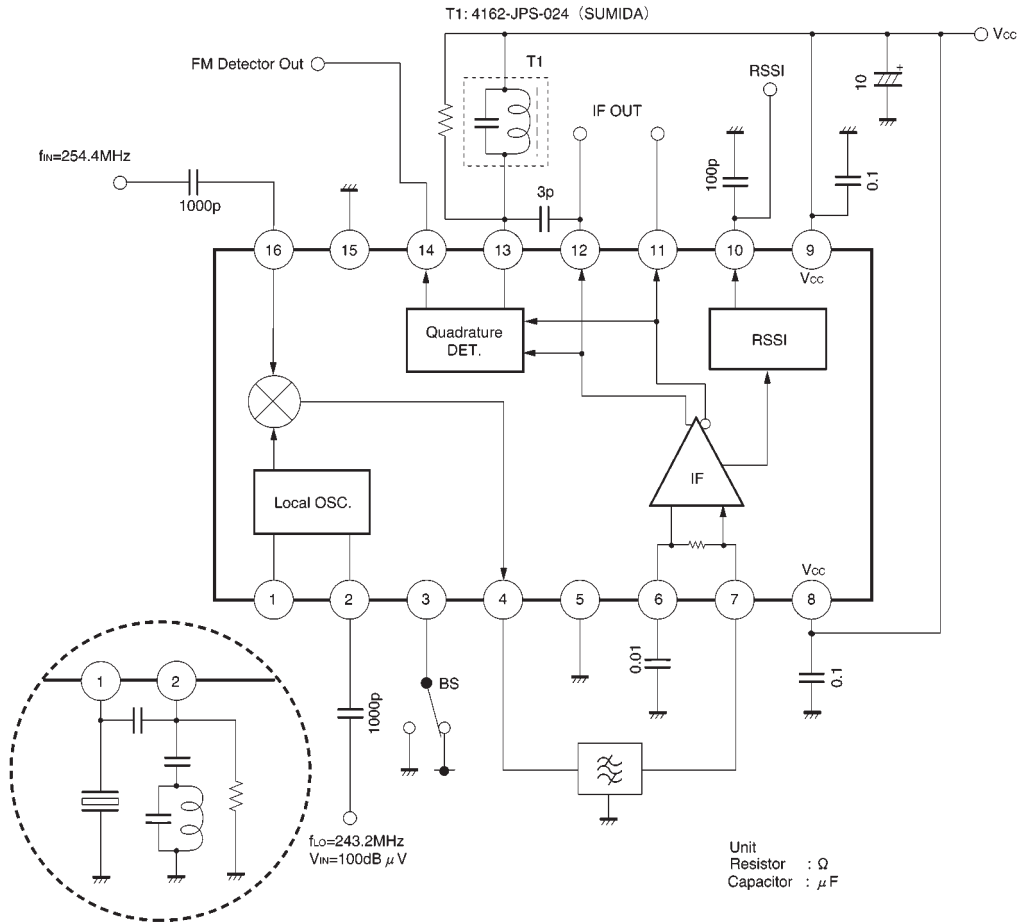 T1: 4162-JPS-024 (SUMIDA)
Vcc
FM Detector Out
T1
RSSI
10
+
IF OUT
fIN=254.4MHz
1000p
3p
100p
0.1
16
15
14
13
12
11
10
9
Vcc
Quadrature
DET.
RSSI
IF
Local OSC.
Vcc
1
2
3
4
5
6
7
8
1
2
1000p
BS
0.01
0.1
fLO=243.2MHz
VIN=100dB μV
Unit
Resistor : Ω
Capacitor : μF